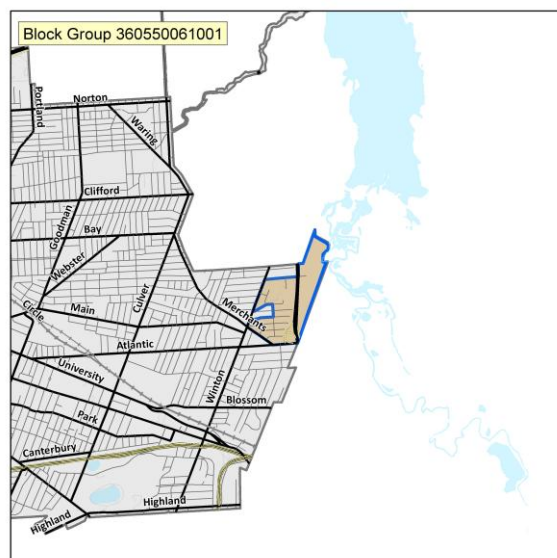 Block Group 360550061001
Portland
Norton
Waring
Clifford
Goodman
Bay
Webster
Culver
Circle
Main
Merchants
Atlantic
University
Winton
Blossom
Park
Canterbury
Highland
Highland